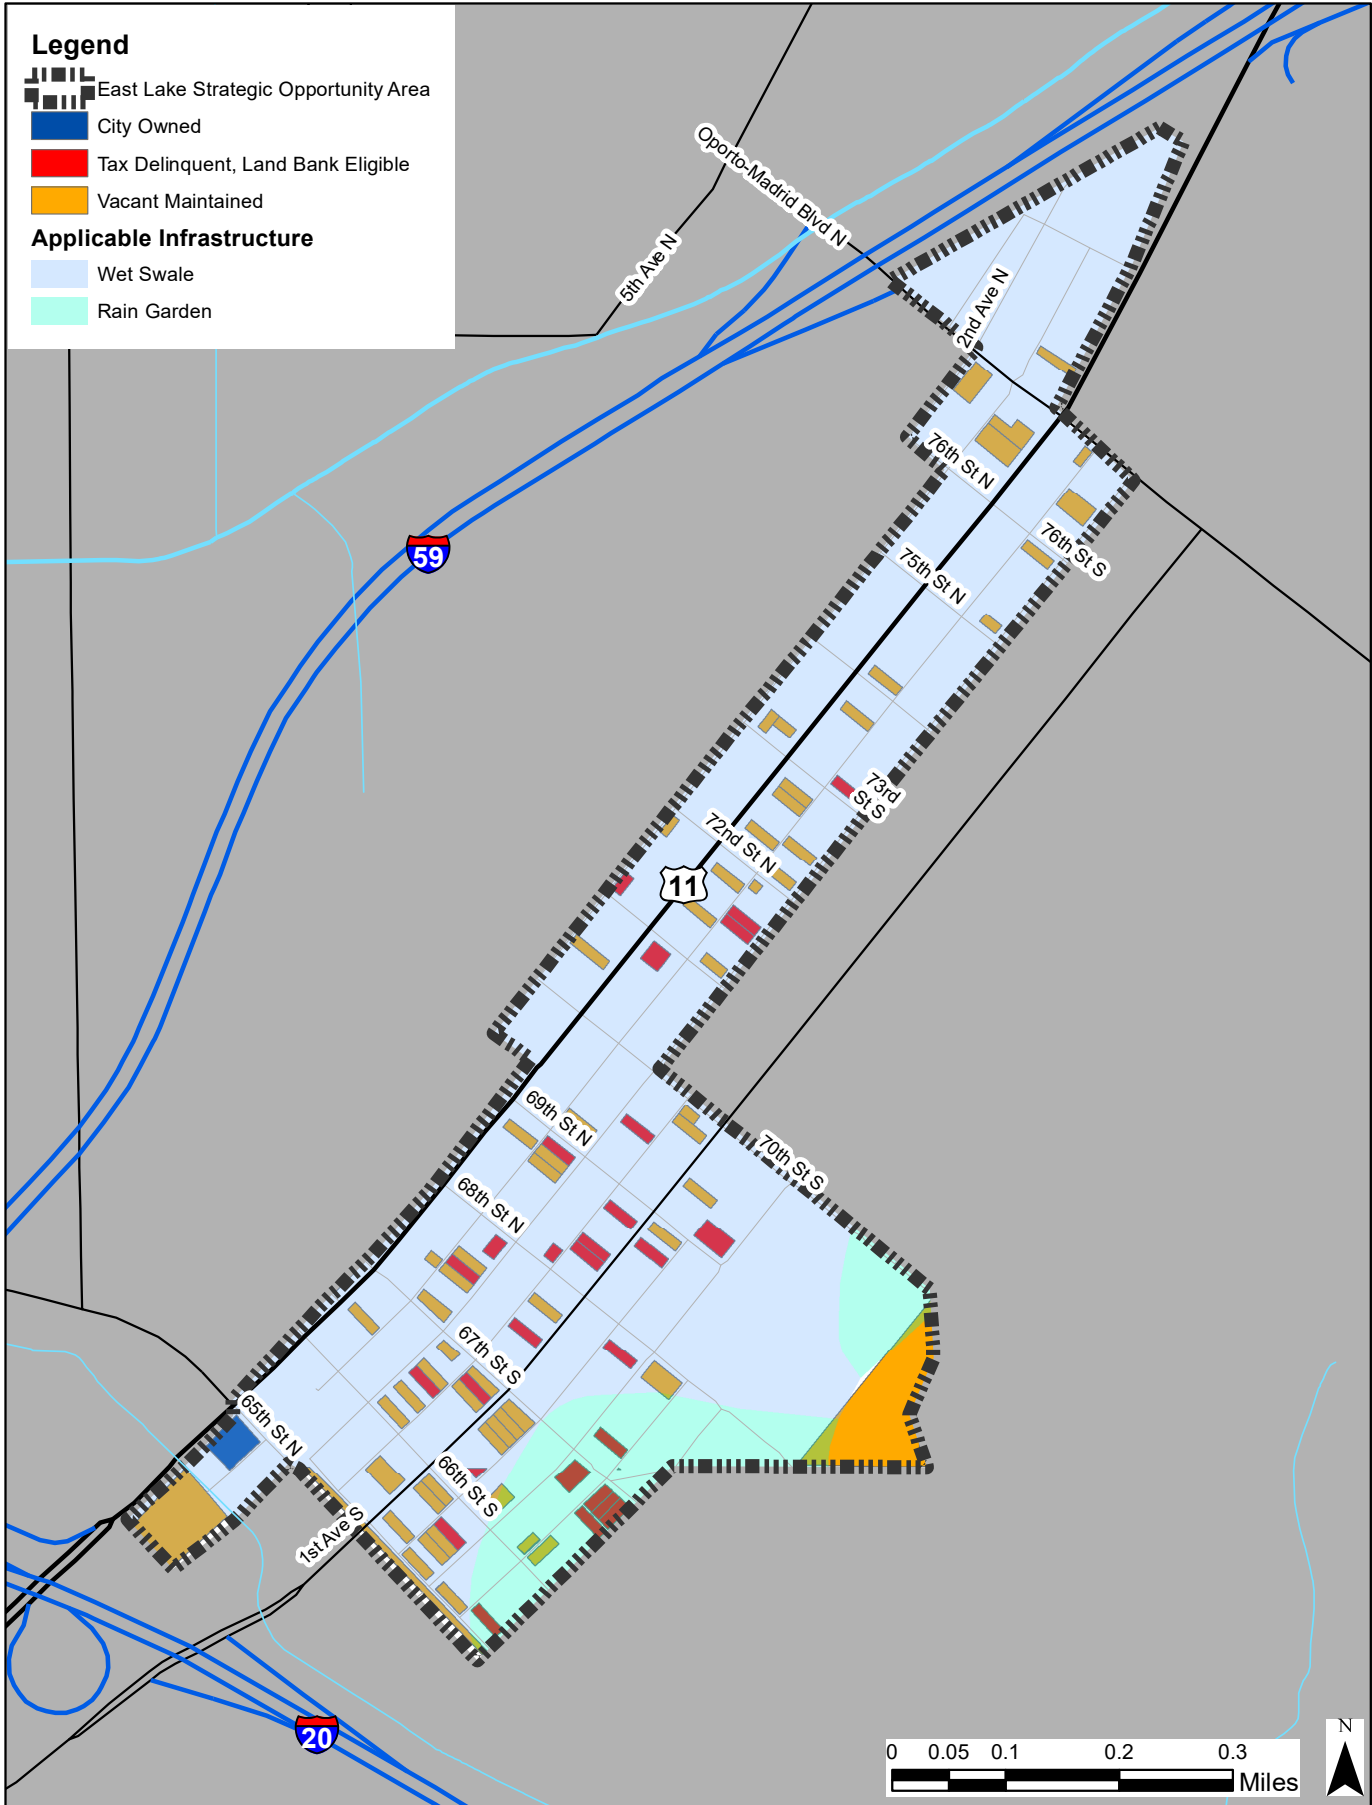 Legend
East Lake Strategic Opportunity Area
City Owned
Tax Delinquent, Land Bank Eligible
Vacant Maintained
Applicable Infrastructure
Wet Swale
Rain Garden
Oporto-Madrid Blvd N
5th Ave N
2nd Ave N
76th St N
76th St S
59
75th St N
73rd
St S
72nd St N
11
69th St N
70th St S
68th St N
67th St S
65th St N
66th St S
1st Ave S
20
0 0.05 0.1 0.2 0.3
Miles
N